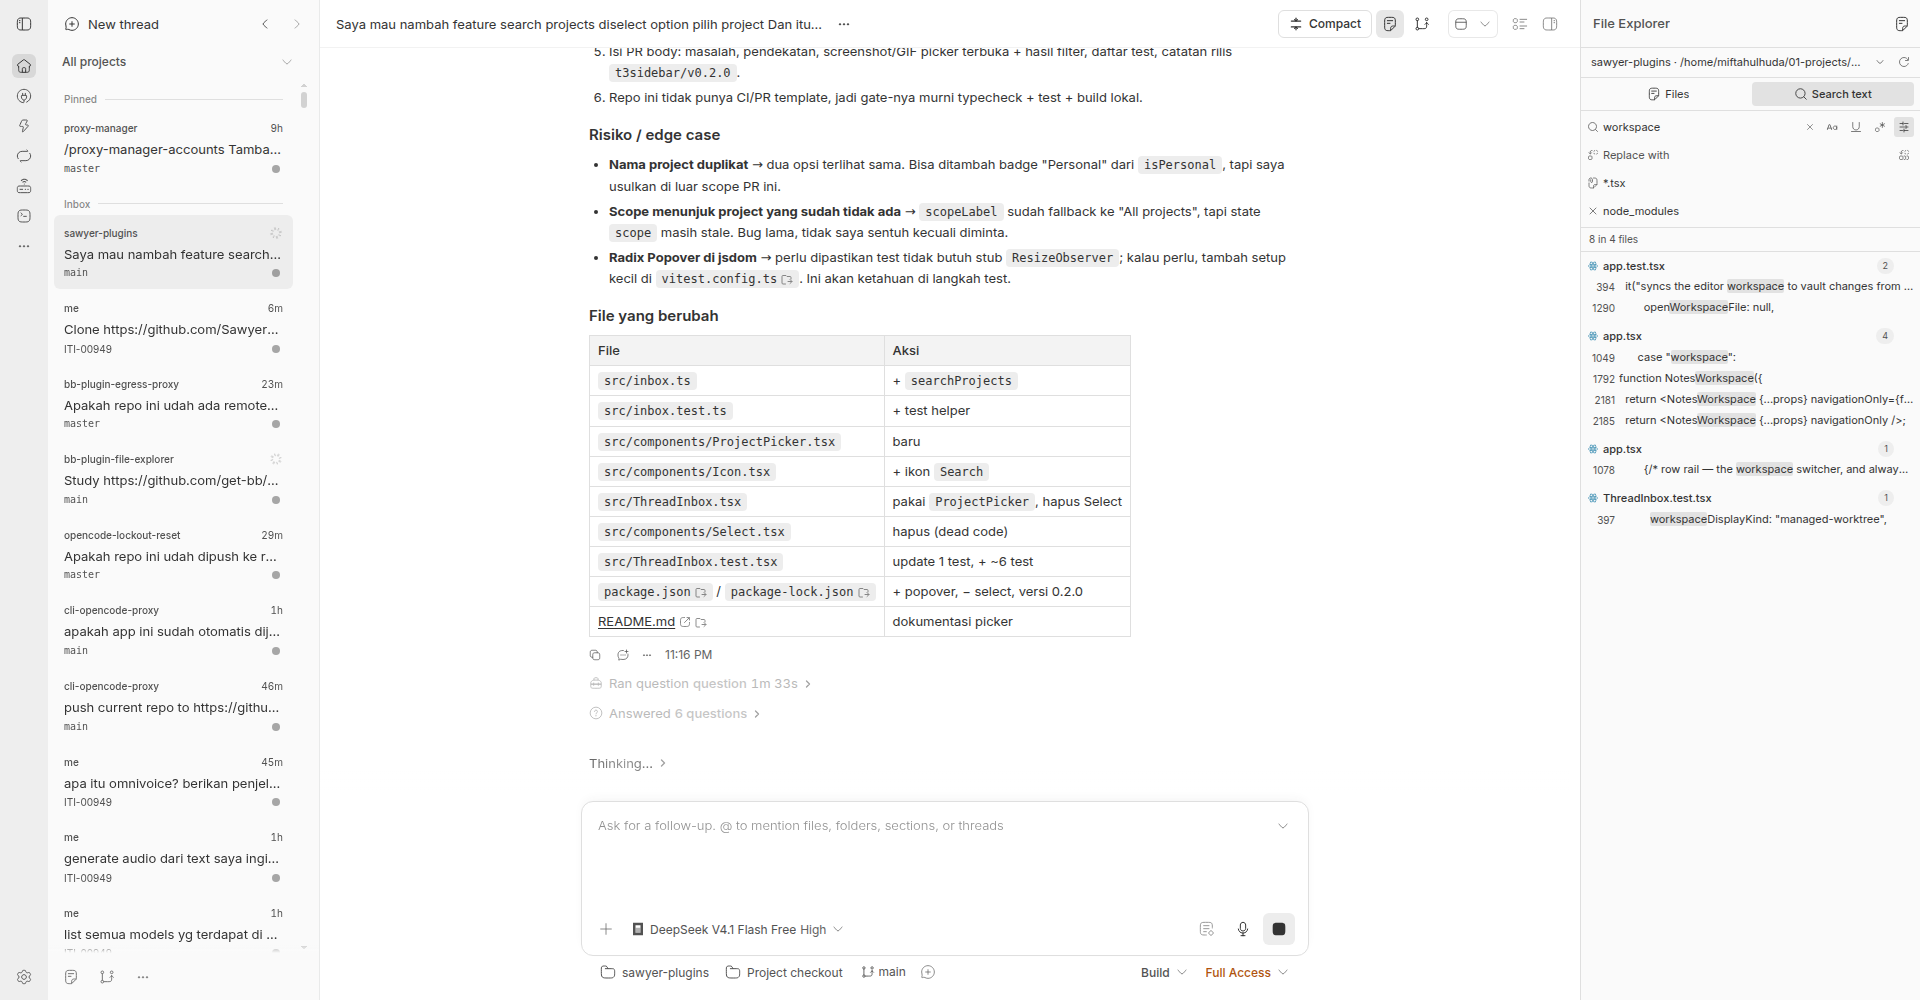 New thread
All projects
Pinned
proxy-manager 9h
/proxy-manager-accounts Tamba...
master
Inbox
sawyer-plugins
Saya mau nambah feature search...
main
me 6m
Clone https://github.com/Sawyer...
ITI-00949
bb-plugin-egress-proxy 23m
Apakah repo ini udah ada remote...
master
bb-plugin-file-explorer
Study https://github.com/get-bb/...
main
opencode-lockout-reset 29m
Apakah repo ini udah dipush ke r...
master
cli-opencode-proxy 1h
apakah app ini sudah otomatis dij...
main
cli-opencode-proxy 46m
push current repo to https://githu...
main
me 45m
apa itu omnivoice? berikan penjel...
ITI-00949
me 1h
generate audio dari text saya ingi...
ITI-00949
me 1h
list semua models yg terdapat di ...
Saya mau nambah feature search projects diselect option pilih project Dan itu...
Compact
5. Isi PR body: masalah, pendekatan, screenshot/GIF picker terbuka + hasil filter, daftar test, catatan rilis
t3sidebar/v0.2.0 .
6. Repo ini tidak punya CI/PR template, jadi gate-nya murni typecheck + test + build lokal.
Risiko / edge case
• Nama project duplikat → dua opsi terlihat sama. Bisa ditambah badge "Personal" dari isPersonal , tapi saya
usulkan di luar scope PR ini.
• Scope menunjuk project yang sudah tidak ada → scopeLabel sudah fallback ke "All projects", tapi state
scope masih stale. Bug lama, tidak saya sentuh kecuali diminta.
• Radix Popover di jsdom → perlu dipastikan test tidak butuh stub ResizeObserver ; kalau perlu, tambah setup
kecil di vitest.config.ts . Ini akan ketahuan di langkah test.
File yang berubah
File Aksi
src/inbox.ts + searchProjects
src/inbox.test.ts + test helper
src/components/ProjectPicker.tsx baru
src/components/Icon.tsx + ikon Search
src/ThreadInbox.tsx pakai ProjectPicker , hapus Select
src/components/Select.tsx hapus (dead code)
src/ThreadInbox.test.tsx update 1 test, + ~6 test
package.json / package-lock.json + popover, − select, versi 0.2.0
README.md dokumentasi picker
11:16 PM
Ran question question 1m 33s
Answered 6 questions
Thinking...
Ask for a follow-up. @ to mention files, folders, sections, or threads
DeepSeek V4.1 Flash Free High
sawyer-plugins Project checkout main Build Full Access
File Explorer
sawyer-plugins · /home/miftahulhuda/01-projects/...
Files Search text
workspace Aa
Replace with
*.tsx
node_modules
8 in 4 files
app.test.tsx 2
394 it("syncs the editor workspace to vault changes from ...
1290 openWorkspaceFile: null,
app.tsx 4
1049 case "workspace":
1792 function NotesWorkspace({
2181 return <NotesWorkspace {...props} navigationOnly={f...
2185 return <NotesWorkspace {...props} navigationOnly />;
app.tsx 1
1078 {/* row rail — the workspace switcher, and alway...
ThreadInbox.test.tsx 1
397 workspaceDisplayKind: "managed-worktree",